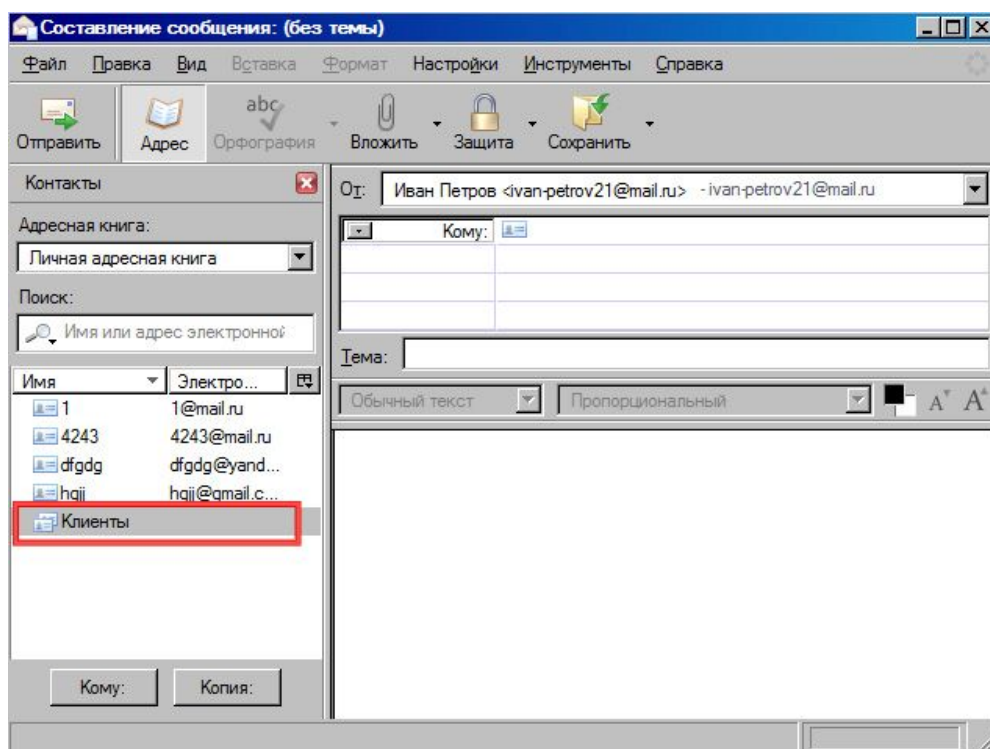 Составление сообщения: (без темы)
Файл Правка Вид Вставка Формат Настройки Инструменты Справка
Отправить Адрес Орфография Вложить Защита Сохранить
Контакты
Адресная книга:
Личная адресная книга
Поиск:
Имя или адрес электронной
Имя Электро...
1 1@mail.ru
4243 4243@mail.ru
dfgdg dfgdg@yand...
hgjj hgjj@gmail.c...
Клиенты
Кому: Копия:
От: Иван Петров <ivan-petrov21@mail.ru> - ivan-petrov21@mail.ru
Кому:
Тема:
Обычный текст Пропорциональный